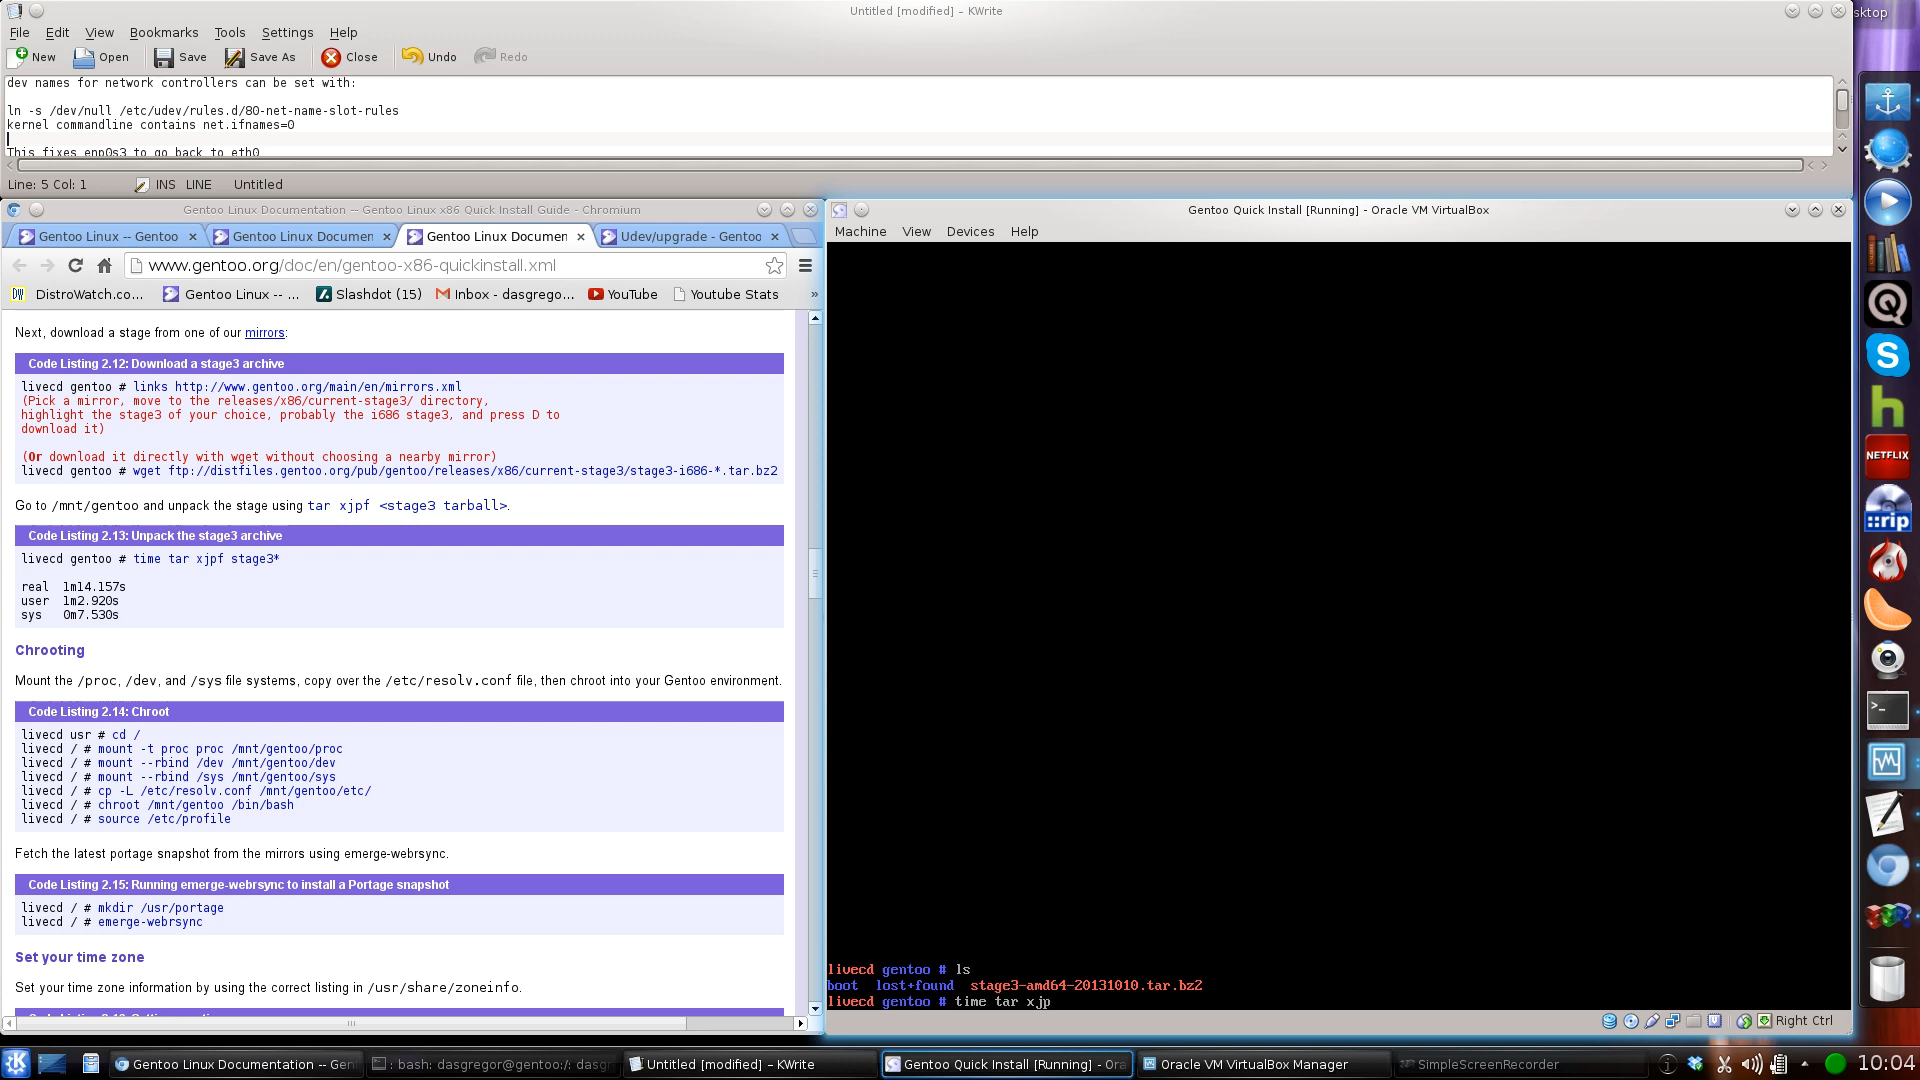 Untitled [modified] – KWrite
sktop
File Edit View Bookmarks Tools Settings Help
New Open Save Save As Close Undo Redo
dev names for network controllers can be set with:
ln -s /dev/null /etc/udev/rules.d/80-net-name-slot-rules
kernel commandline contains net.ifnames=0
This fixes enp0s3 to go back to eth0
Line: 5 Col: 1 INS LINE Untitled
Gentoo Linux Documentation -- Gentoo Linux x86 Quick Install Guide - Chromium
Gentoo Linux -- Gentoo Gentoo Linux Documen Gentoo Linux Documen Udev/upgrade - Gentoo
www.gentoo.org/doc/en/gentoo-x86-quickinstall.xml
DW DistroWatch.co... Gentoo Linux -- ... Slashdot (15) Inbox - dasgrego... YouTube Youtube Stats »
Next, download a stage from one of our mirrors:
Code Listing 2.12: Download a stage3 archive
livecd gentoo # links http://www.gentoo.org/main/en/mirrors.xml
(Pick a mirror, move to the releases/x86/current-stage3/ directory,
highlight the stage3 of your choice, probably the i686 stage3, and press D to
download it)
(Or download it directly with wget without choosing a nearby mirror)
livecd gentoo # wget ftp://distfiles.gentoo.org/pub/gentoo/releases/x86/current-stage3/stage3-i686-*.tar.bz2
Go to /mnt/gentoo and unpack the stage using tar xjpf <stage3 tarball>.
Code Listing 2.13: Unpack the stage3 archive
livecd gentoo # time tar xjpf stage3*
real 1m14.157s
user 1m2.920s
sys 0m7.530s
Chrooting
Mount the /proc, /dev, and /sys file systems, copy over the /etc/resolv.conf file, then chroot into your Gentoo environment.
Code Listing 2.14: Chroot
livecd usr # cd /
livecd / # mount -t proc proc /mnt/gentoo/proc
livecd / # mount --rbind /dev /mnt/gentoo/dev
livecd / # mount --rbind /sys /mnt/gentoo/sys
livecd / # cp -L /etc/resolv.conf /mnt/gentoo/etc/
livecd / # chroot /mnt/gentoo /bin/bash
livecd / # source /etc/profile
Fetch the latest portage snapshot from the mirrors using emerge-webrsync.
Code Listing 2.15: Running emerge-webrsync to install a Portage snapshot
livecd / # mkdir /usr/portage
livecd / # emerge-webrsync
Set your time zone
Set your time zone information by using the correct listing in /usr/share/zoneinfo.
Gentoo Quick Install [Running] - Oracle VM VirtualBox
Machine View Devices Help
livecd gentoo # ls
boot lost+found stage3-amd64-20131010.tar.bz2
livecd gentoo # time tar xjp
Right Ctrl
NETFLIX
::rip
Gentoo Linux Documentation -- Gen : bash: dasgregor@gentoo:/: dasg Untitled [modified] – KWrite Gentoo Quick Install [Running] - Ora Oracle VM VirtualBox Manager SimpleScreenRecorder 10:04